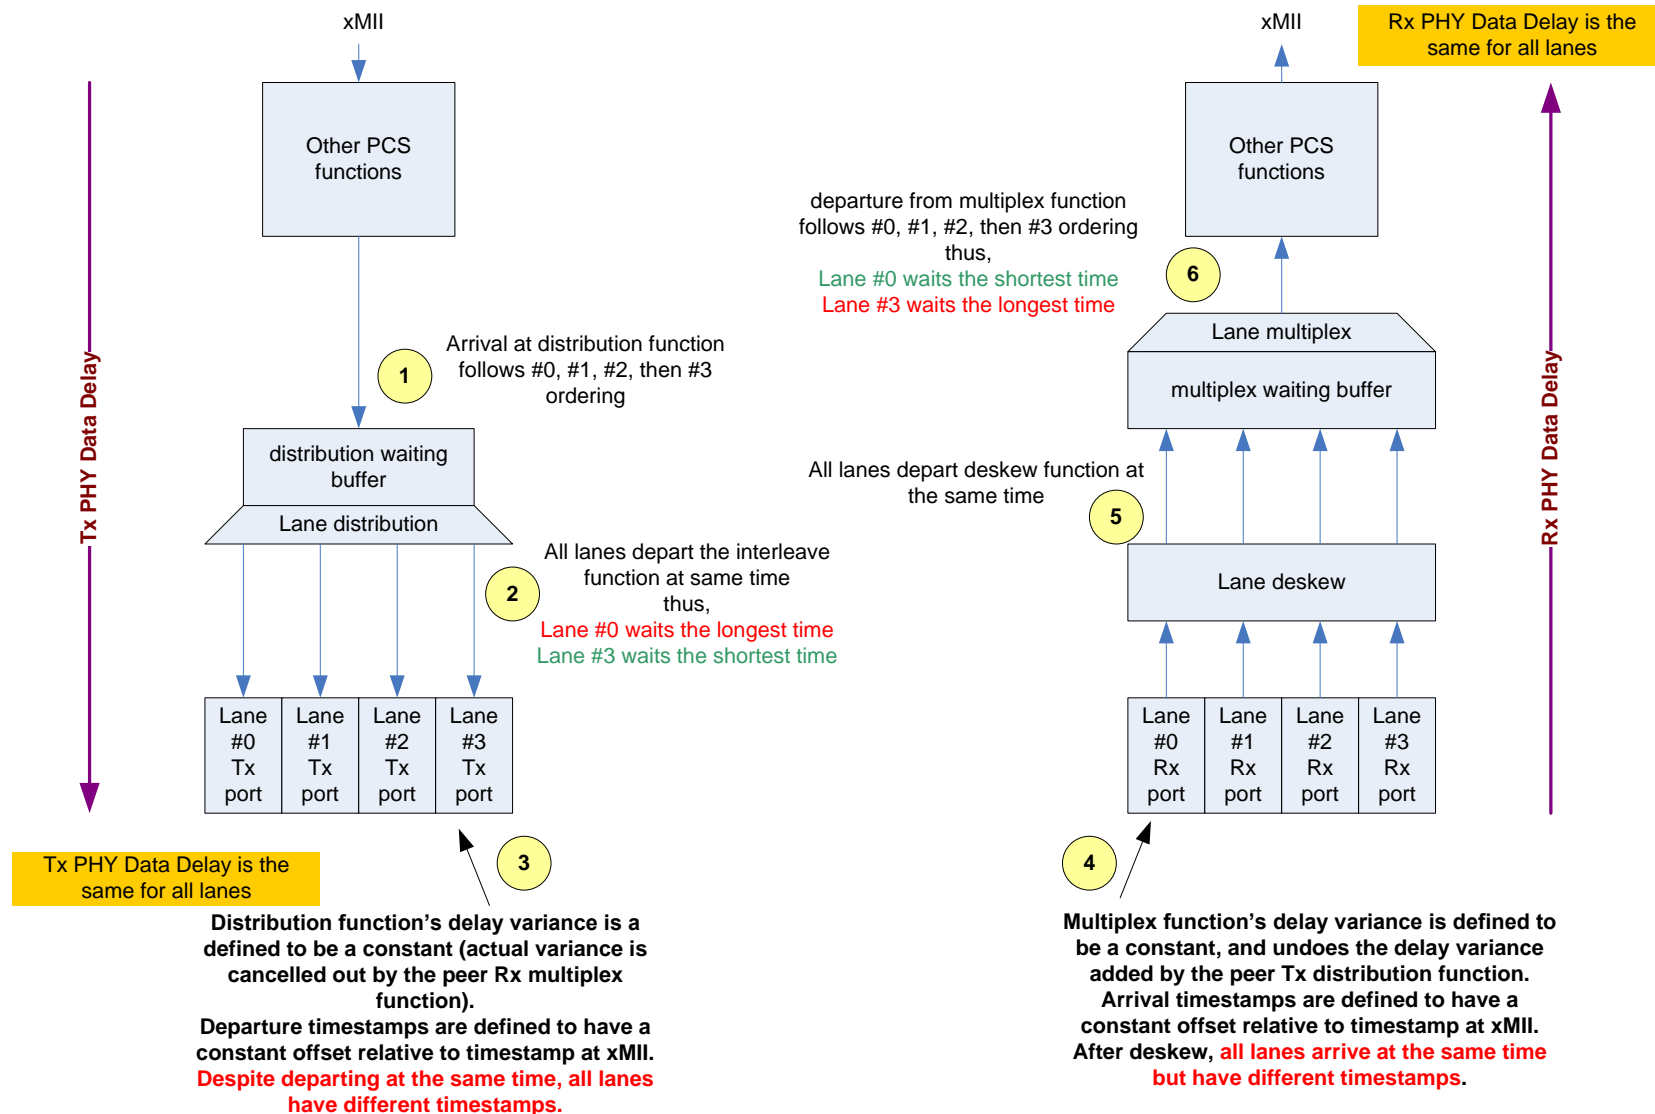 xMII
Other PCS
functions
Tx PHY Data Delay
1
Arrival at distribution function
follows #0, #1, #2, then #3
ordering
distribution waiting
buffer
Lane distribution
2
All lanes depart the interleave
function at same time
thus,
Lane #0 waits the longest time
Lane #3 waits the shortest time
Lane
#0
Tx
port
Lane
#1
Tx
port
Lane
#2
Tx
port
Lane
#3
Tx
port
3
Tx PHY Data Delay is the
same for all lanes
Distribution function’s delay variance is a
defined to be a constant (actual variance is
cancelled out by the peer Rx multiplex
function).
Departure timestamps are defined to have a
constant offset relative to timestamp at xMII.
Despite departing at the same time, all lanes
have different timestamps.
xMII
Rx PHY Data Delay is the
same for all lanes
Other PCS
functions
departure from multiplex function
follows #0, #1, #2, then #3 ordering
thus,
Lane #0 waits the shortest time
Lane #3 waits the longest time
6
Lane multiplex
multiplex waiting buffer
Rx PHY Data Delay
All lanes depart deskew function at
the same time
5
Lane deskew
Lane
#0
Rx
port
Lane
#1
Rx
port
Lane
#2
Rx
port
Lane
#3
Rx
port
4
Multiplex function’s delay variance is defined to
be a constant, and undoes the delay variance
added by the peer Tx distribution function.
Arrival timestamps are defined to have a
constant offset relative to timestamp at xMII.
After deskew, all lanes arrive at the same time
but have different timestamps.